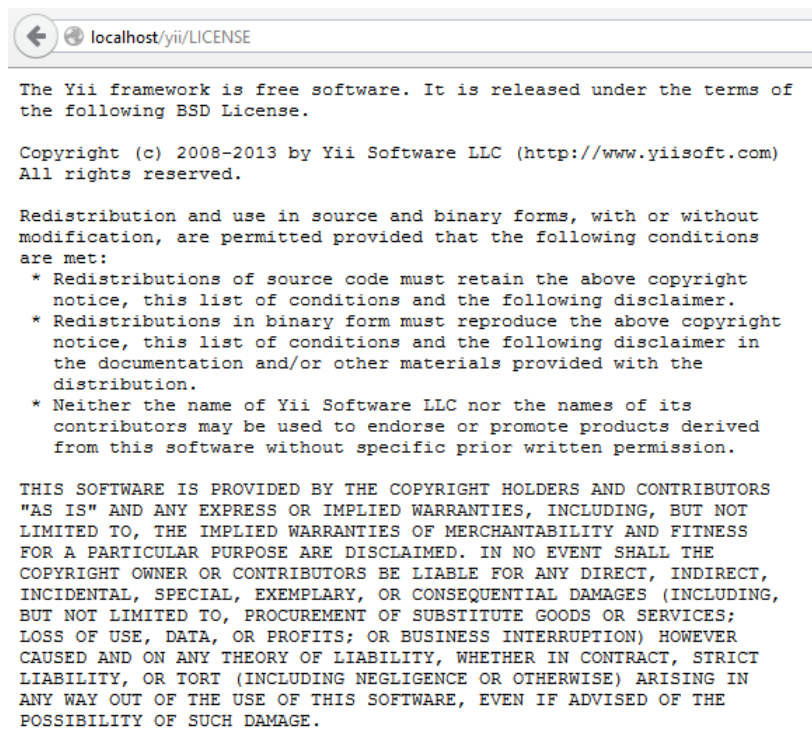 localhost/yii/LICENSE
The Yii framework is free software. It is released under the terms of
the following BSD License.
Copyright (c) 2008-2013 by Yii Software LLC (http://www.yiisoft.com)
All rights reserved.
Redistribution and use in source and binary forms, with or without
modification, are permitted provided that the following conditions
are met:
* Redistributions of source code must retain the above copyright
notice, this list of conditions and the following disclaimer.
* Redistributions in binary form must reproduce the above copyright
notice, this list of conditions and the following disclaimer in
the documentation and/or other materials provided with the
distribution.
* Neither the name of Yii Software LLC nor the names of its
contributors may be used to endorse or promote products derived
from this software without specific prior written permission.
THIS SOFTWARE IS PROVIDED BY THE COPYRIGHT HOLDERS AND CONTRIBUTORS
"AS IS" AND ANY EXPRESS OR IMPLIED WARRANTIES, INCLUDING, BUT NOT
LIMITED TO, THE IMPLIED WARRANTIES OF MERCHANTABILITY AND FITNESS
FOR A PARTICULAR PURPOSE ARE DISCLAIMED. IN NO EVENT SHALL THE
COPYRIGHT OWNER OR CONTRIBUTORS BE LIABLE FOR ANY DIRECT, INDIRECT,
INCIDENTAL, SPECIAL, EXEMPLARY, OR CONSEQUENTIAL DAMAGES (INCLUDING,
BUT NOT LIMITED TO, PROCUREMENT OF SUBSTITUTE GOODS OR SERVICES;
LOSS OF USE, DATA, OR PROFITS; OR BUSINESS INTERRUPTION) HOWEVER
CAUSED AND ON ANY THEORY OF LIABILITY, WHETHER IN CONTRACT, STRICT
LIABILITY, OR TORT (INCLUDING NEGLIGENCE OR OTHERWISE) ARISING IN
ANY WAY OUT OF THE USE OF THIS SOFTWARE, EVEN IF ADVISED OF THE
POSSIBILITY OF SUCH DAMAGE.